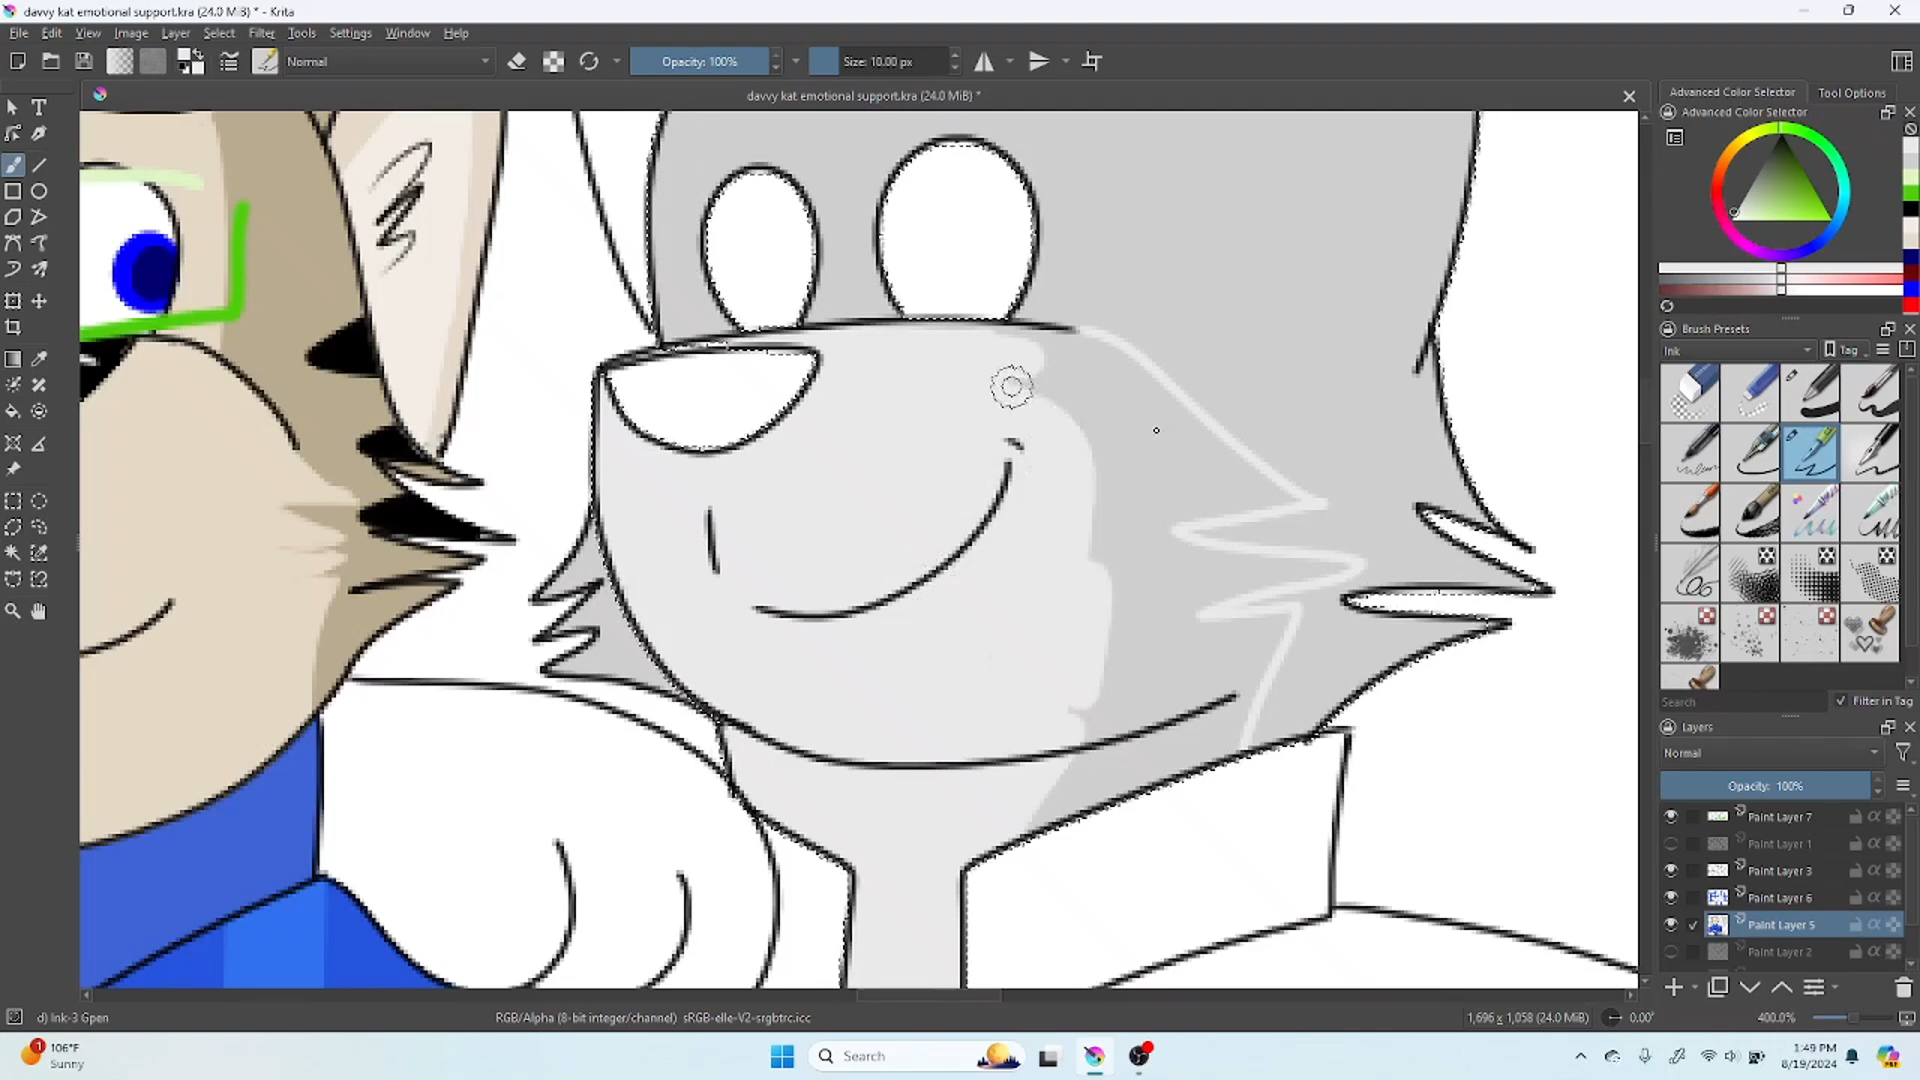 davvy kat emotional support.kra (24.0 MiB) * - Krita
File Edit View Image Layer Select Filter Tools Settings Window Help
Normal
Opacity: 100%
Size: 10.00 px
davvy kat emotional support.kra (24.0 MiB) *
Advanced Color Selector
Tool Options
Advanced Color Selector
Brush Presets
Ink
Tag
Search
Filter in Tag
Layers
Normal
Opacity: 100%
Paint Layer 7
Paint Layer 1
Paint Layer 3
Paint Layer 6
Paint Layer 5
Paint Layer 2
d) Ink-3 Gpen
RGB/Alpha (8-bit integer/channel) sRGB-elle-V2-srgbtrc.icc
1,696 x 1,058 (24.0 MiB)
0.00°
400.0%
1
106°F
Sunny
Search
1:49 PM
8/19/2024